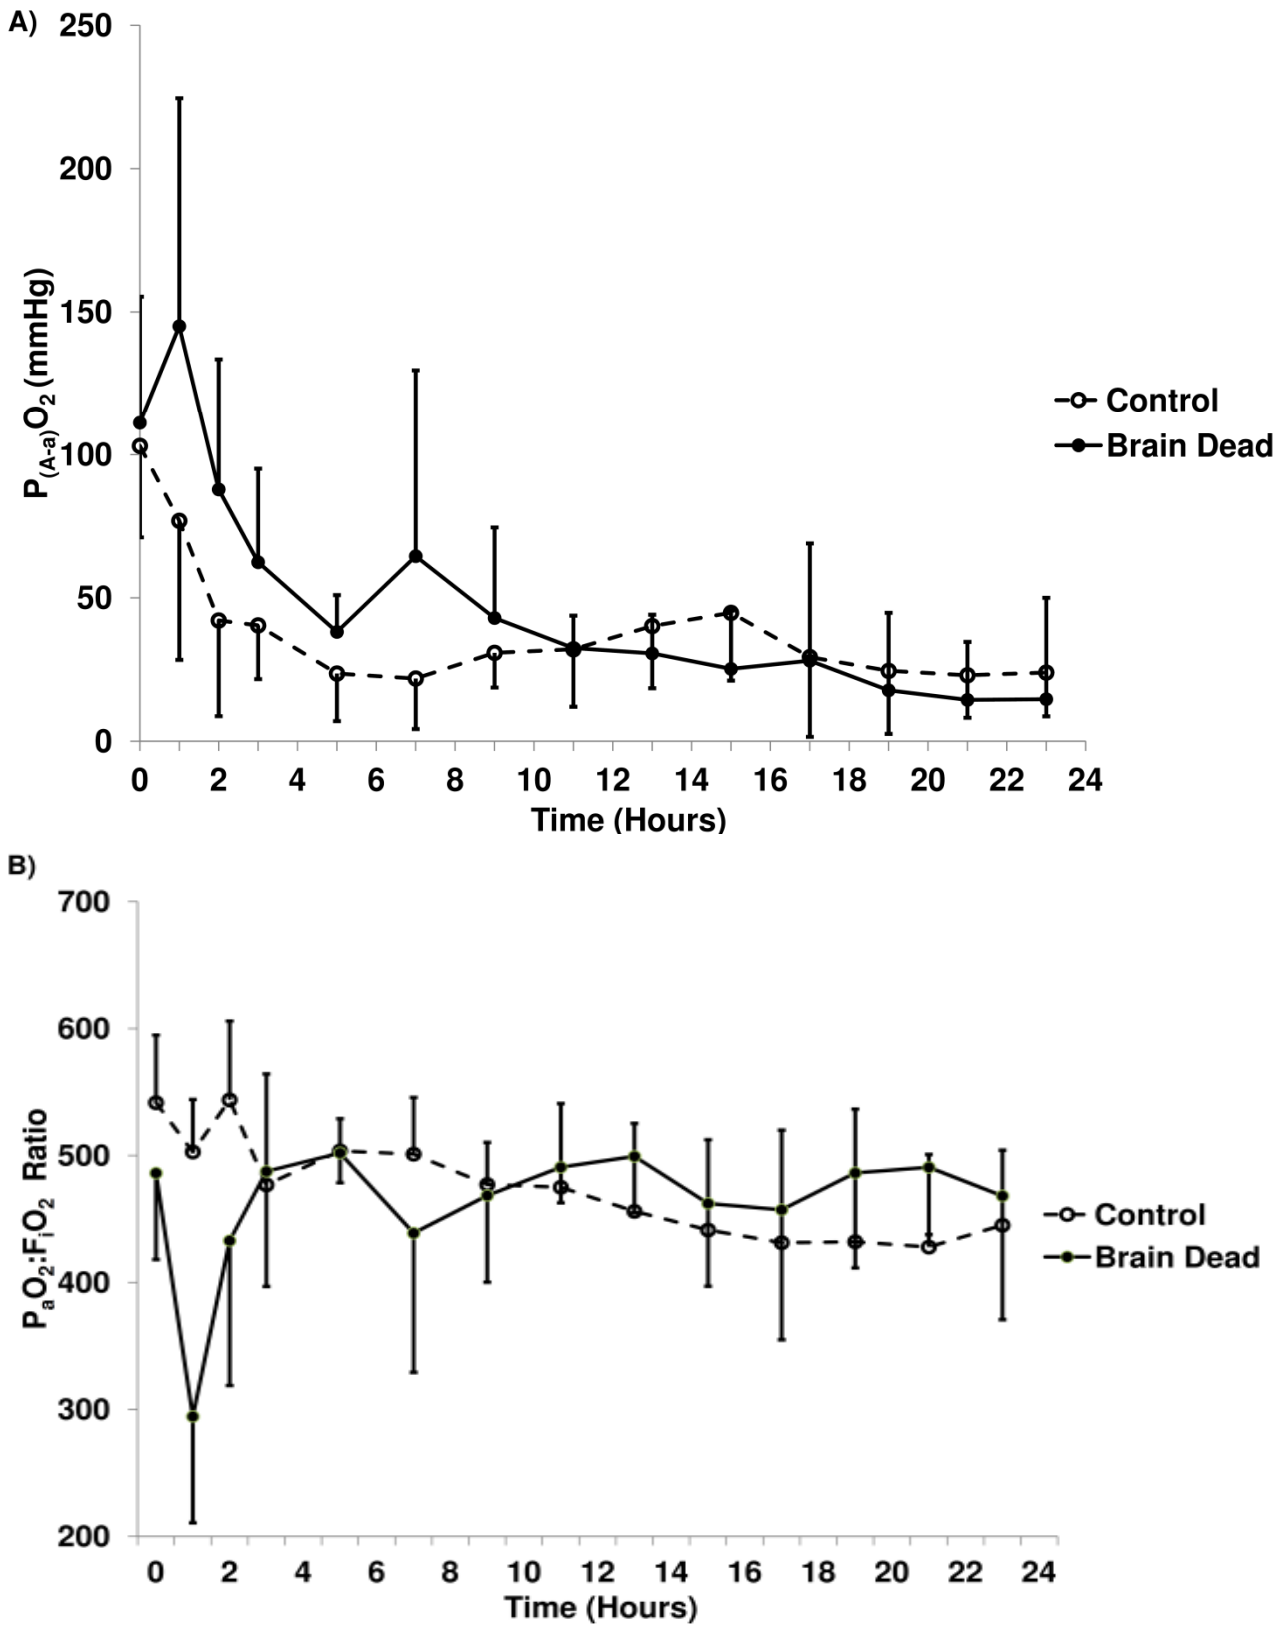 A)
250
200
150
100
50
0
P(A-a)O2 (mmHg)
0 2 4 6 8 10 12 14 16 18 20 22 24
Time (Hours)
Control
Brain Dead
B)
700
600
500
400
300
200
PaO2:FiO2 Ratio
0 2 4 6 8 10 12 14 16 18 20 22 24
Time (Hours)
Control
Brain Dead